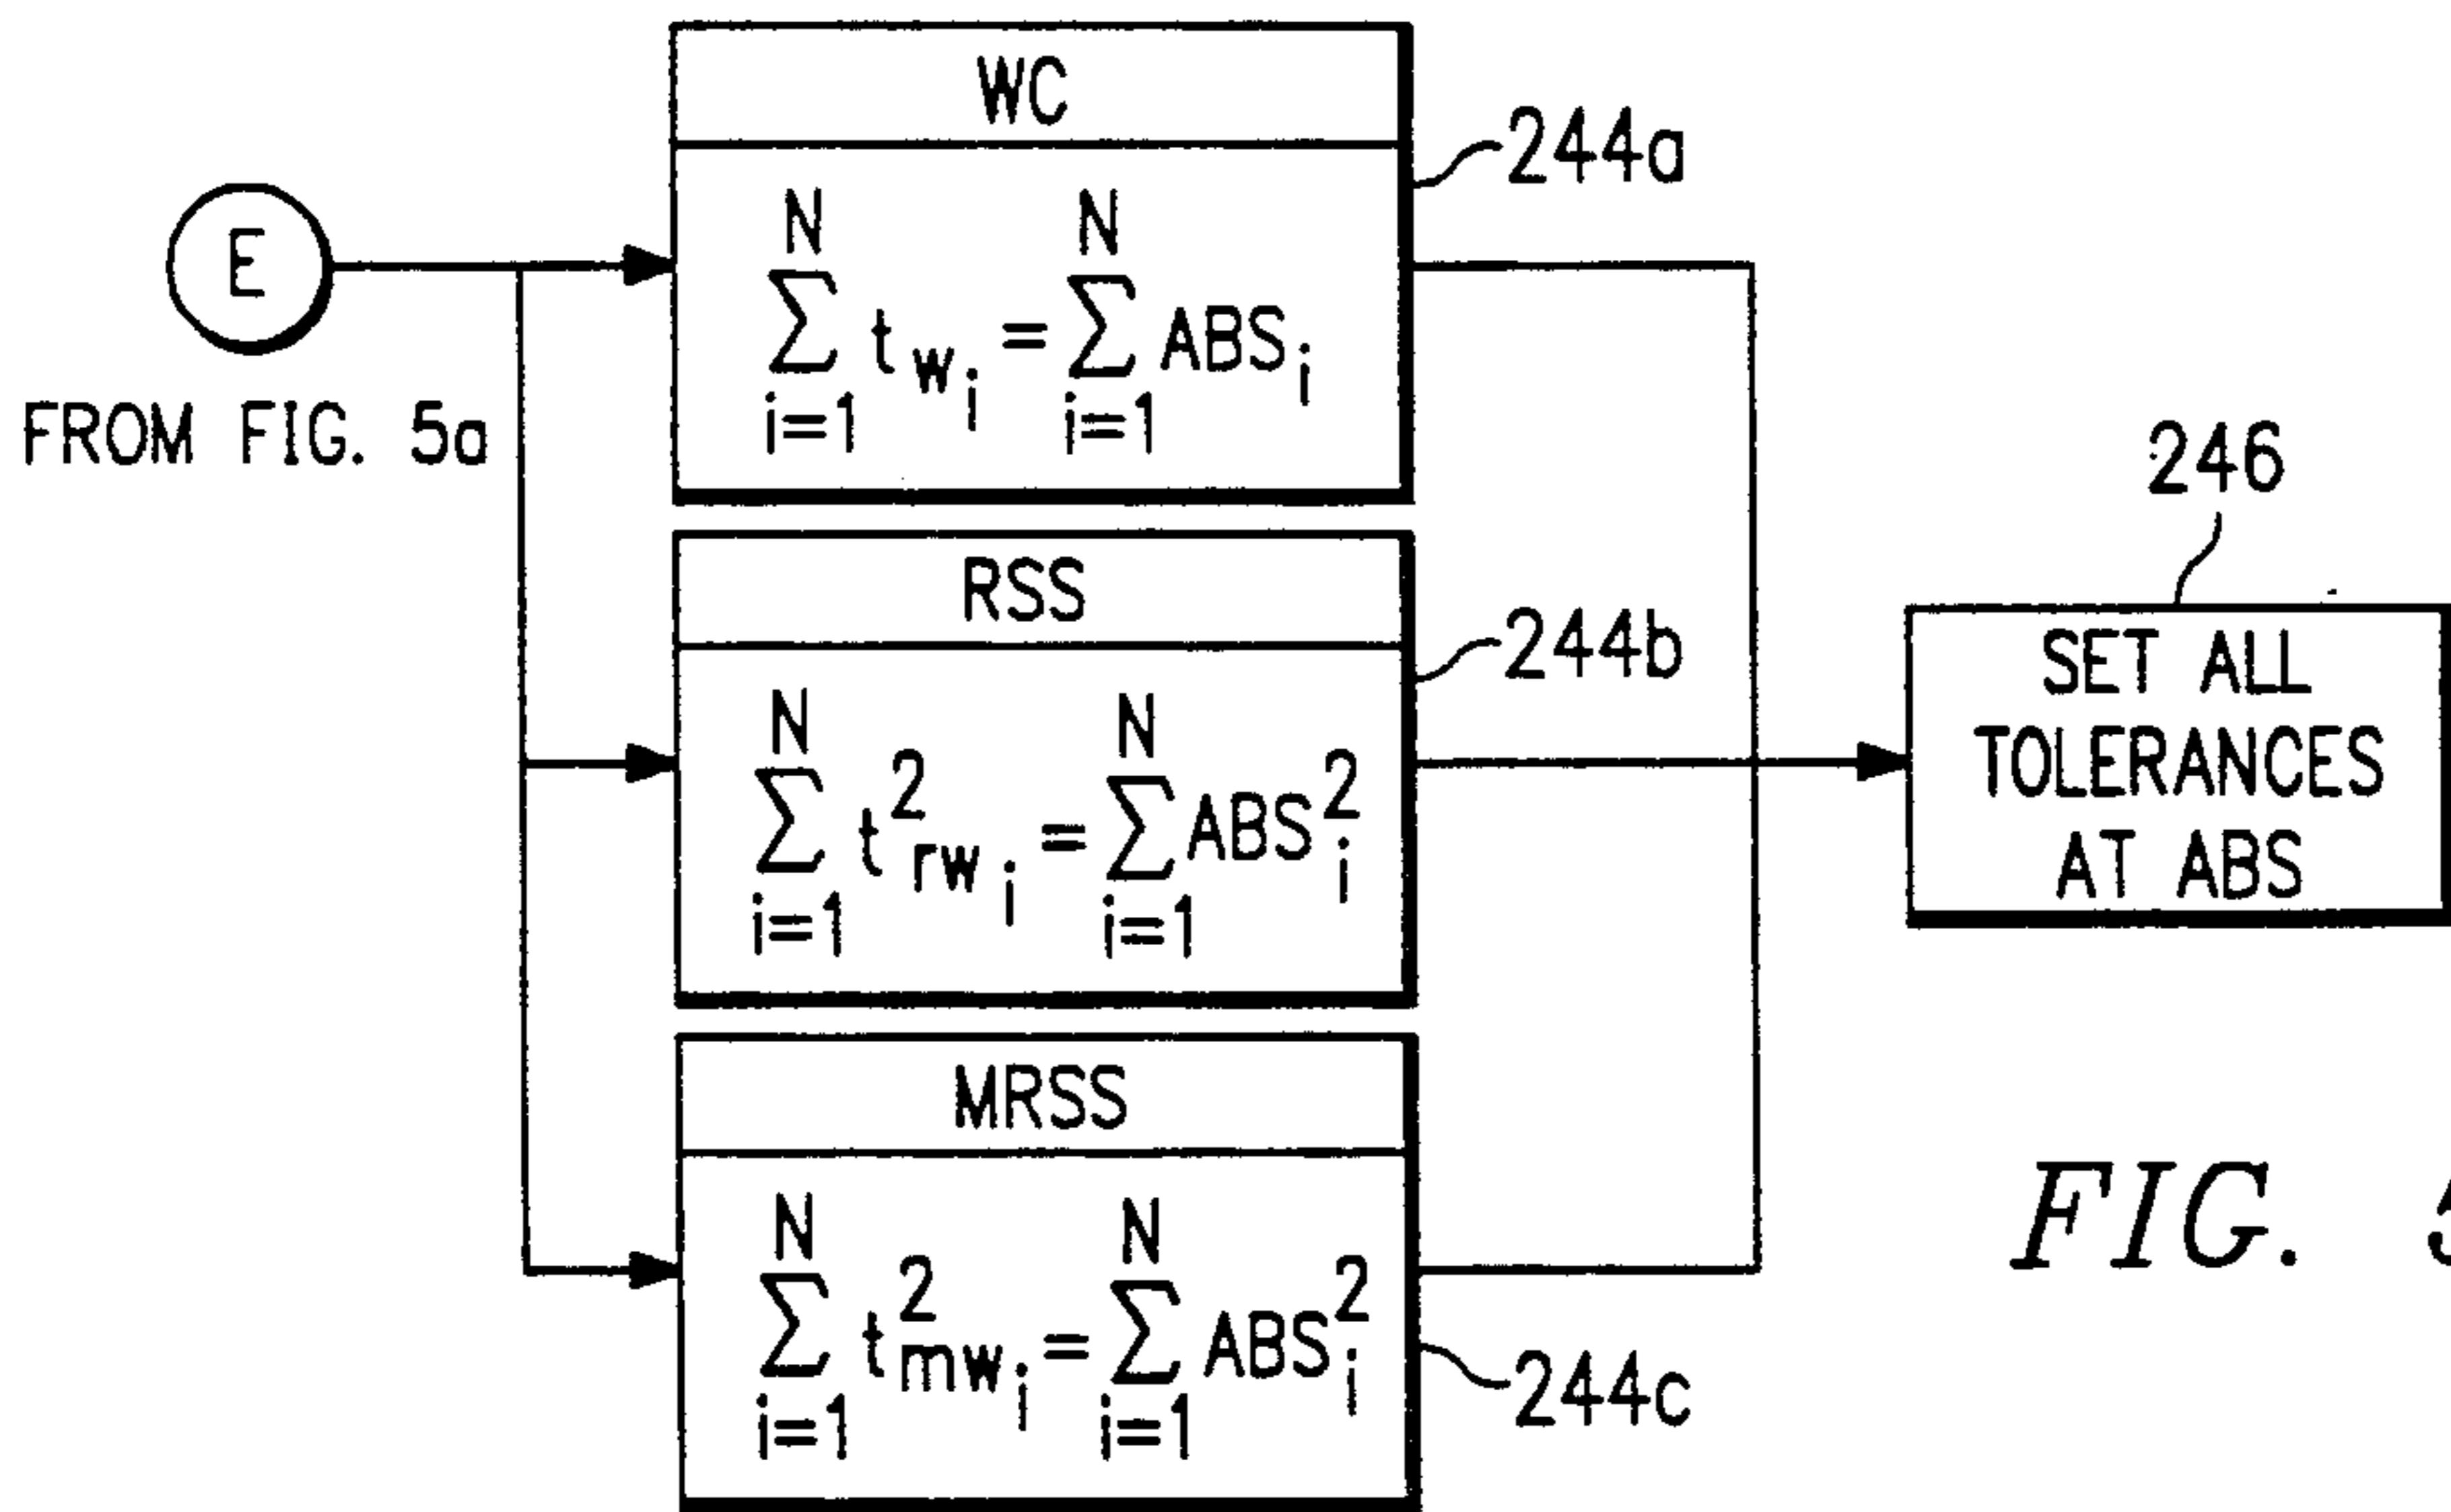 WC
244a
N N
∑ t_{w_i} = ∑ ABS_i
i=1 i=1
E
FROM FIG. 5a
RSS
244b
N N
∑ t²_{rw_i} = ∑ ABS²_i
i=1 i=1
246
SET ALL
TOLERANCES
AT ABS
MRSS
244c
N N
∑ t²_{mw_i} = ∑ ABS²_i
i=1 i=1
FIG.